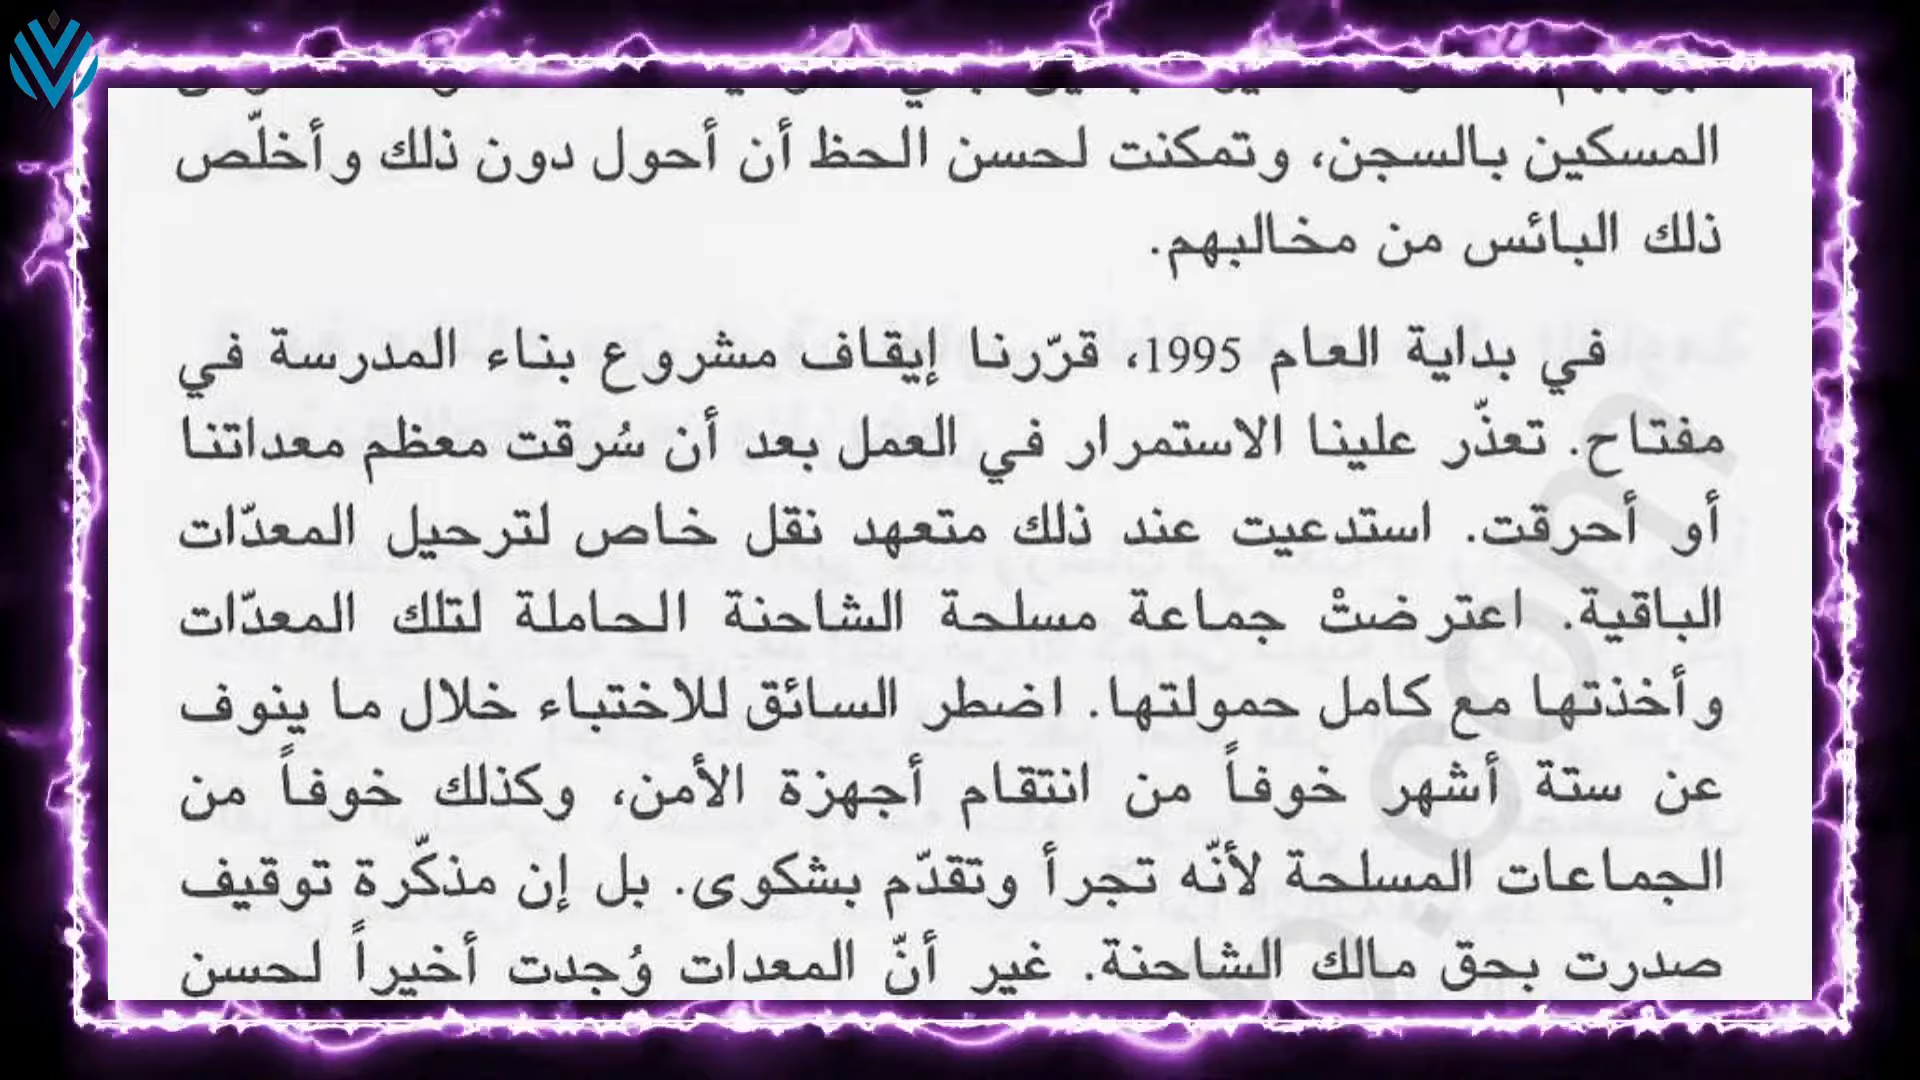 المسكين بالسجن، وتمكنت لحسن الحظ أن أحول دون ذلك وأخلّص
ذلك البائس من مخالبهم.
في بداية العام 1995، قرّرنا إيقاف مشروع بناء المدرسة في
مفتاح. تعذّر علينا الاستمرار في العمل بعد أن سُرقت معظم معداتنا
أو أحرقت. استدعيت عند ذلك متعهد نقل خاص لترحيل المعدّات
الباقية. اعترضتْ جماعة مسلحة الشاحنة الحاملة لتلك المعدّات
وأخذتها مع كامل حمولتها. اضطر السائق للاختباء خلال ما ينوف
عن ستة أشهر خوفاً من انتقام أجهزة الأمن، وكذلك خوفاً من
الجماعات المسلحة لأنّه تجرأ وتقدّم بشكوى. بل إن مذكّرة توقيف
صدرت بحق مالك الشاحنة. غير أنّ المعدات وُجدت أخيراً لحسن